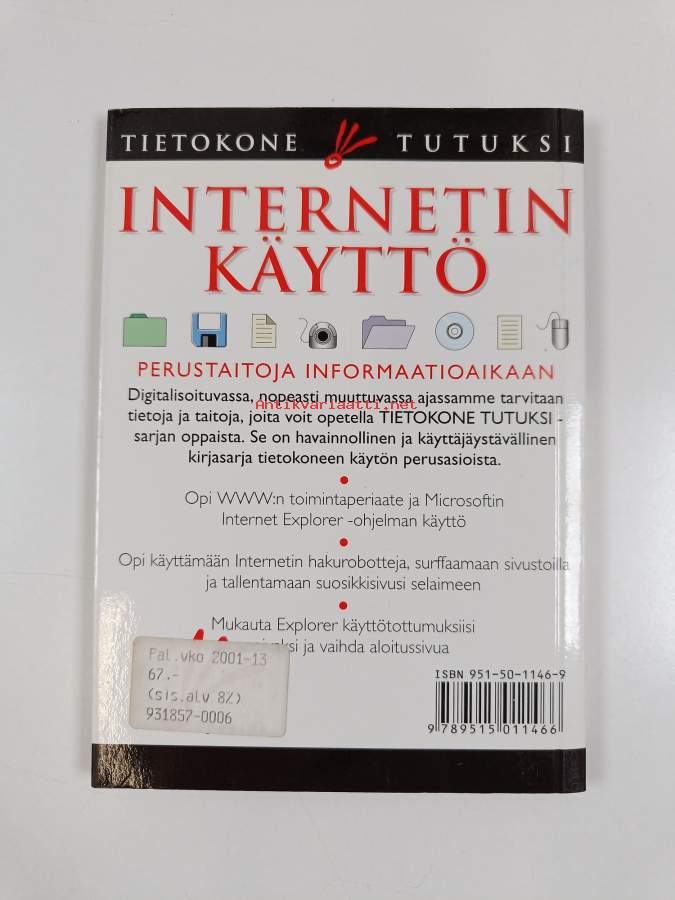 TIETOKONE TUTUKSI
INTERNETIN
KÄYTTÖ
PERUSTAITOJA INFORMAATIOAIKAAN
Digitalisoituvassa, nopeasti muuttuvassa ajassamme tarvitaan
Antikvariaatti.net
tietoja ja taitoja, joita voit opetella TIETOKONE TUTUKSI -
sarjan oppaista. Se on havainnollinen ja käyttäjäystävällinen
kirjasarja tietokoneen käytön perusasioista.
Opi WWW:n toimintaperiaate ja Microsoftin
Internet Explorer -ohjelman käyttö
Opi käyttämään Internetin hakurobotteja, surffaamaan sivustoilla
ja tallentamaan suosikkisivusi selaimeen
Mukauta Explorer käyttötottumuksiisi
ja vaihda aloitussivua
Pal.vko 2001-13
67.-
(sis.alv 8%)
931857-0006
ISBN 951-50-1146-9
9 789515 011466